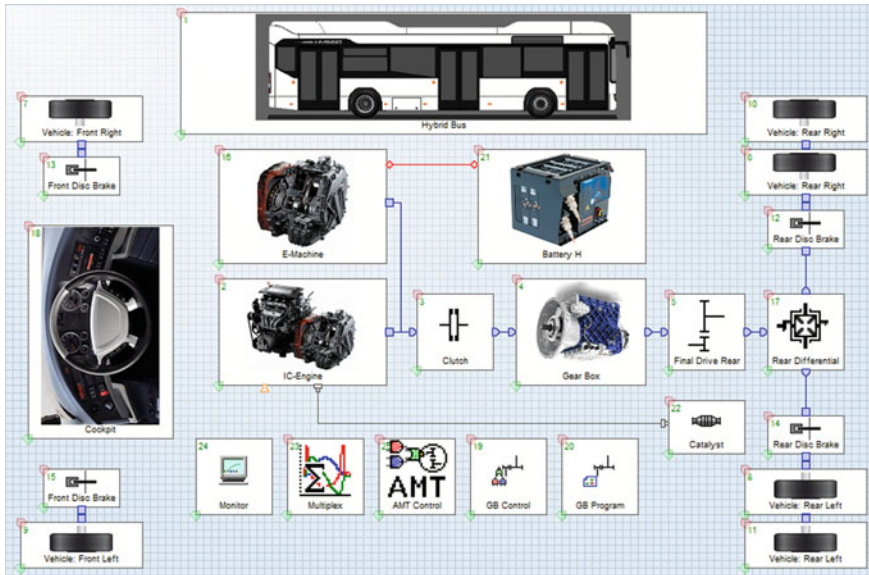 1
HYBRID
Hybrid Bus
7
Vehicle: Front Right
10
Vehicle: Rear Right
13
Front Disc Brake
16
E-Machine
21
Battery H
6
Vehicle: Rear Right
18
Cockpit
12
Rear Disc Brake
2
IC-Engine
3
Clutch
4
Gear Box
5
Final Drive Rear
17
Rear Differential
22
Catalyst
14
Rear Disc Brake
24
Monitor
23
Multiplex
25
AMT
AMT Control
19
GB Control
20
GB Program
15
Front Disc Brake
9
Vehicle: Front Left
8
Vehicle: Rear Left
11
Vehicle: Rear Left